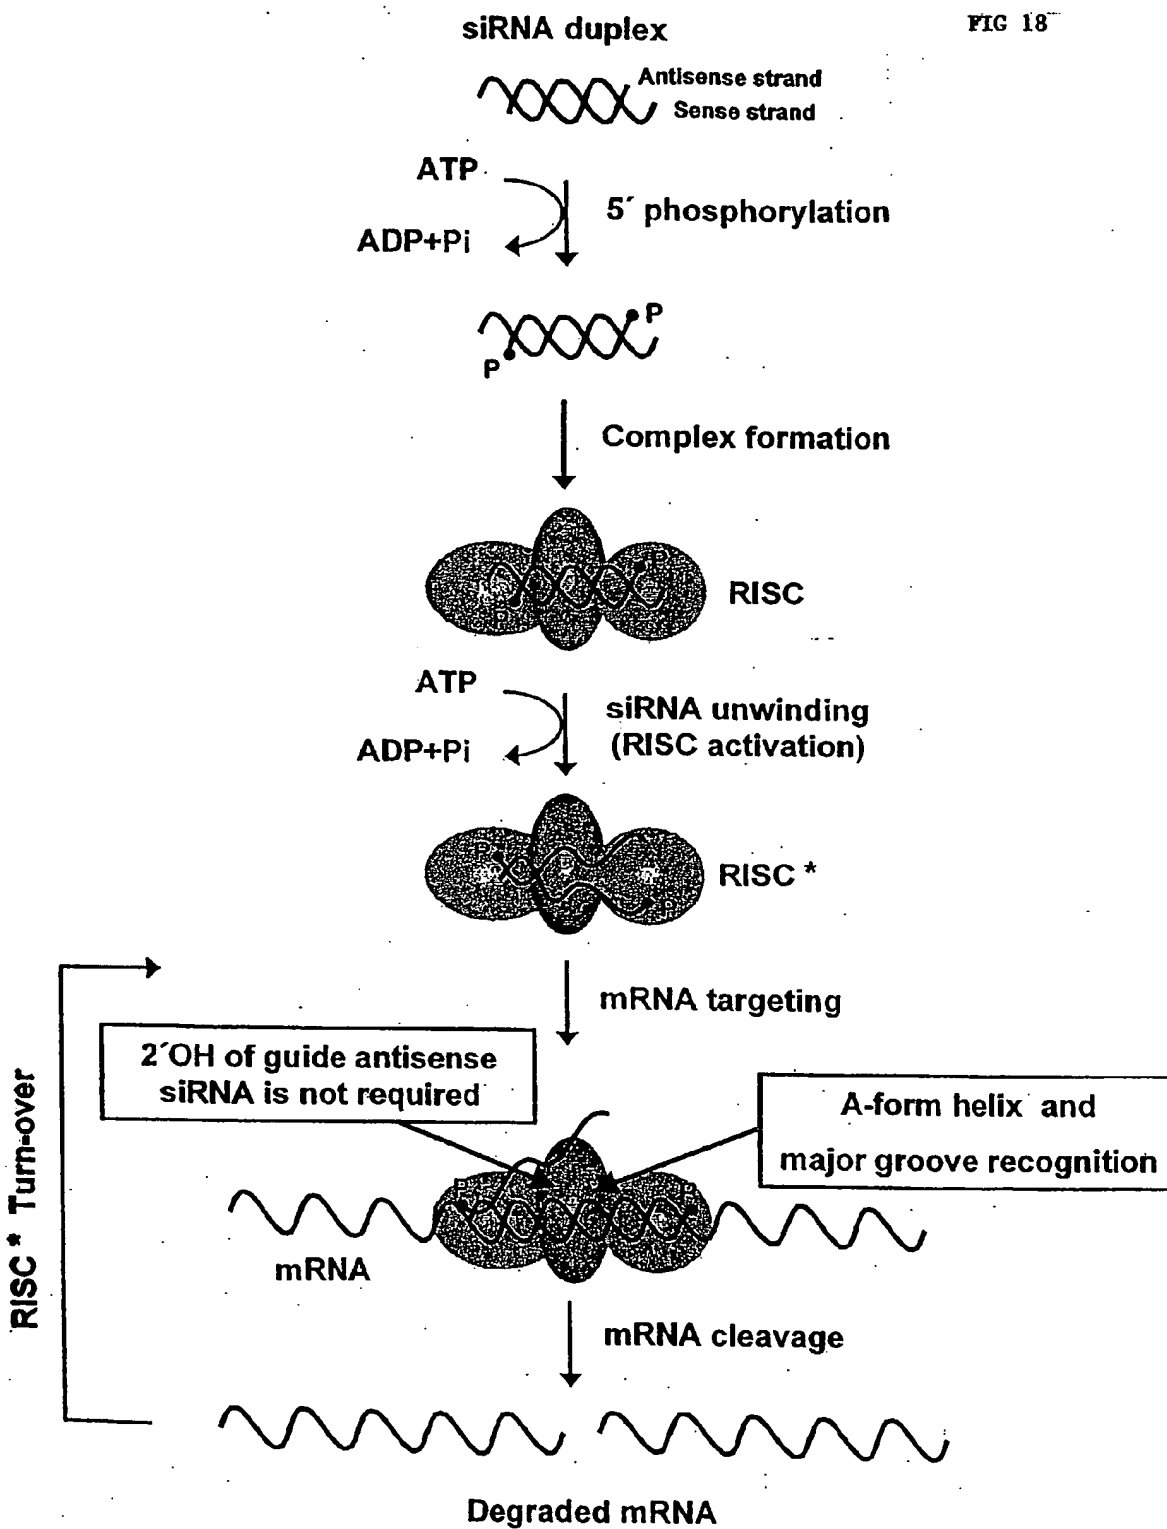 FIG 18
siRNA duplex
Antisense strand
Sense strand
ATP
5´ phosphorylation
ADP+Pi
P
P
Complex formation
RISC
ATP
siRNA unwinding
(RISC activation)
ADP+Pi
RISC *
mRNA targeting
2´OH of guide antisense
siRNA is not required
A-form helix and
major groove recognition
RISC * Turn-over
mRNA
mRNA cleavage
Degraded mRNA